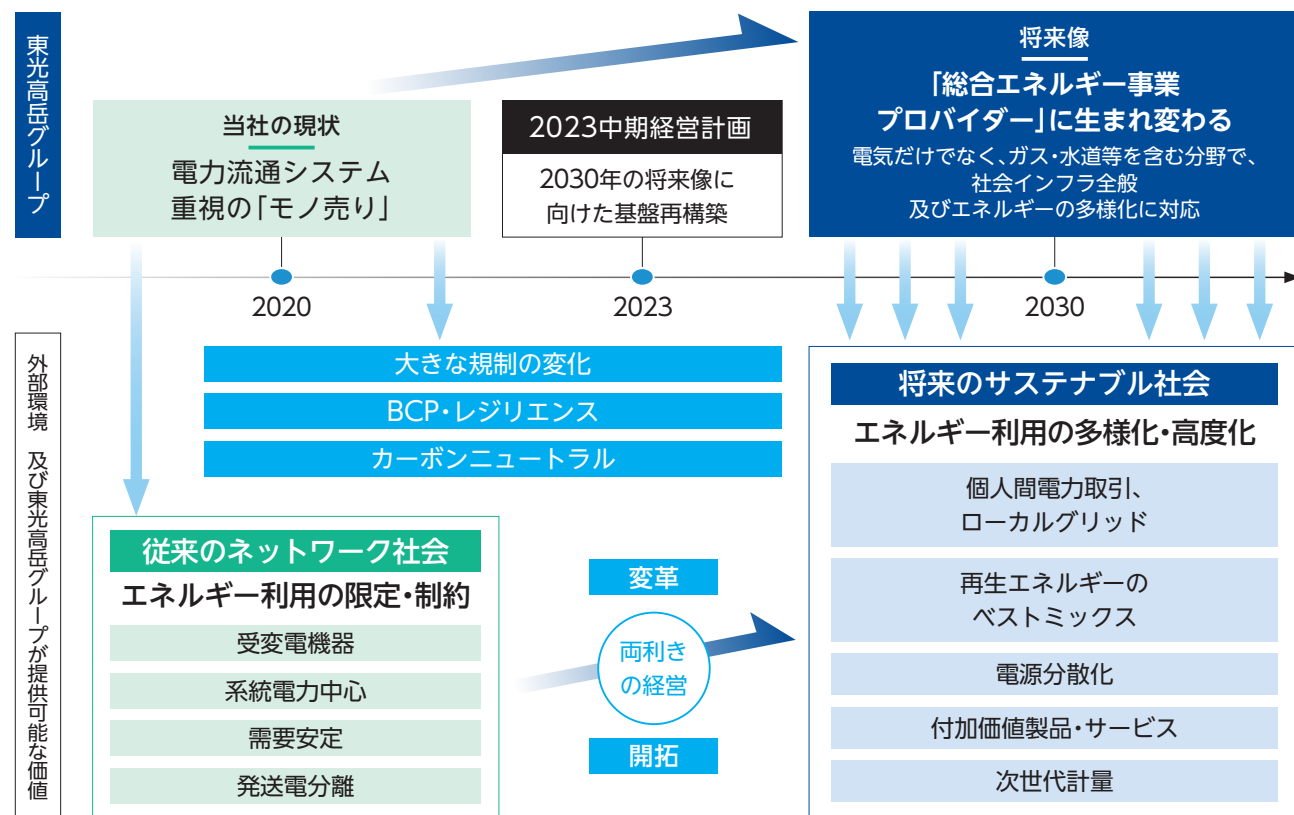 東光高岳グループ
当社の現状
電力流通システム
重視の「モノ売り」
2023中期経営計画
2030年の将来像に
向けた基盤再構築
将来像
「総合エネルギー事業
プロバイダー」に生まれ変わる
電気だけでなく、ガス・水道等を含む分野で、
社会インフラ全般
及びエネルギーの多様化に対応
2020
2023
2030
外部環境　及び東光高岳グループが提供可能な価値
大きな規制の変化
BCP・レジリエンス
カーボンニュートラル
従来のネットワーク社会
エネルギー利用の限定・制約
受変電機器
系統電力中心
需要安定
発送電分離
変革
両利き
の経営
開拓
将来のサステナブル社会
エネルギー利用の多様化・高度化
個人間電力取引、
ローカルグリッド
再生エネルギーの
ベストミックス
電源分散化
付加価値製品・サービス
次世代計量